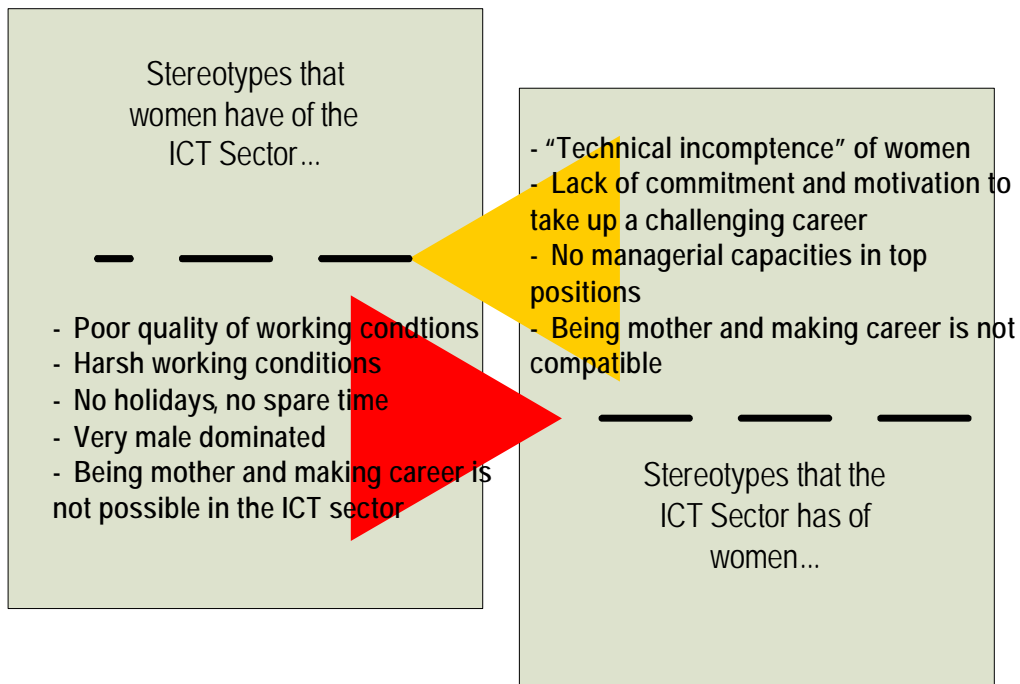 Stereotypes that
women have of the
ICT Sector...
- Poor quality of working condtions
- Harsh working conditions
- No holidays, no spare time
- Very male dominated
- Being mother and making career is
not possible in the ICT sector
- “Technical incomptence” of women
- Lack of commitment and motivation to
take up a challenging career
- No managerial capacities in top
positions
- Being mother and making career is not
compatible
Stereotypes that the
ICT Sector has of
women...